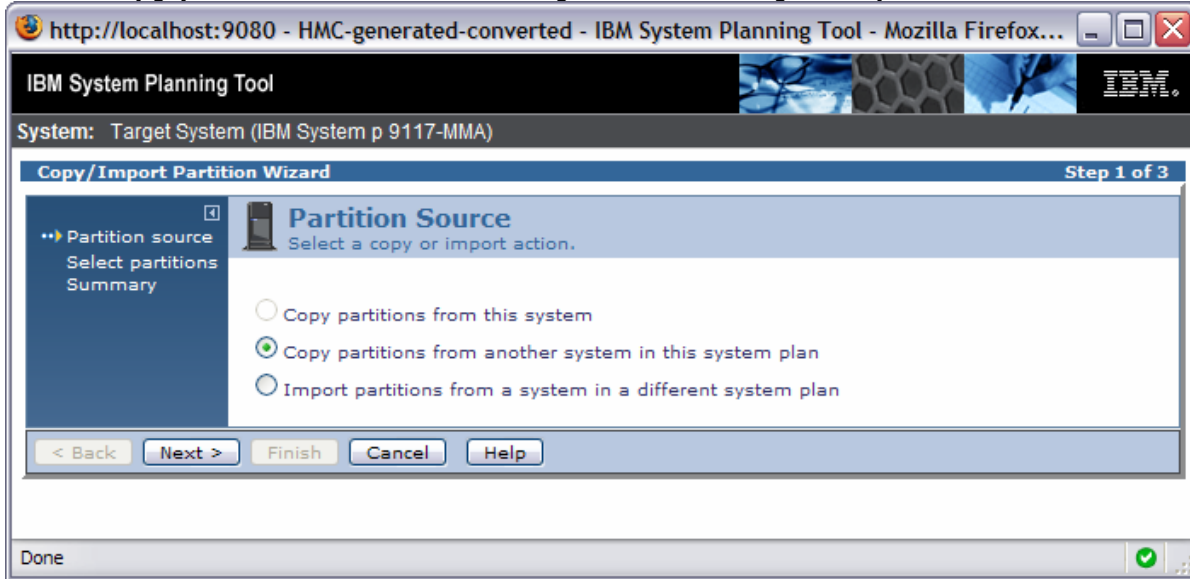 http://localhost:9080 - HMC-generated-converted - IBM System Planning Tool - Mozilla Firefox...
IBM System Planning Tool
IBM.
System: Target System (IBM System p 9117-MMA)
Copy/Import Partition Wizard Step 1 of 3
Partition source
Select partitions
Summary
Partition Source
Select a copy or import action.
Copy partitions from this system
Copy partitions from another system in this system plan
Import partitions from a system in a different system plan
< Back Next > Finish Cancel Help
Done